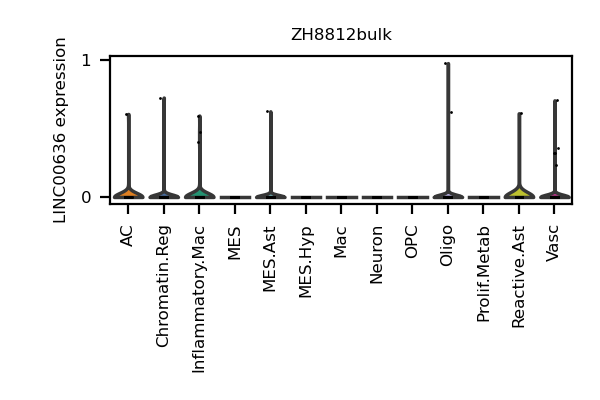 ZH8812bulk
LINC00636 expression
1
0
AC
Chromatin.Reg
Inflammatory.Mac
MES
MES.Ast
MES.Hyp
Mac
Neuron
OPC
Oligo
Prolif.Metab
Reactive.Ast
Vasc